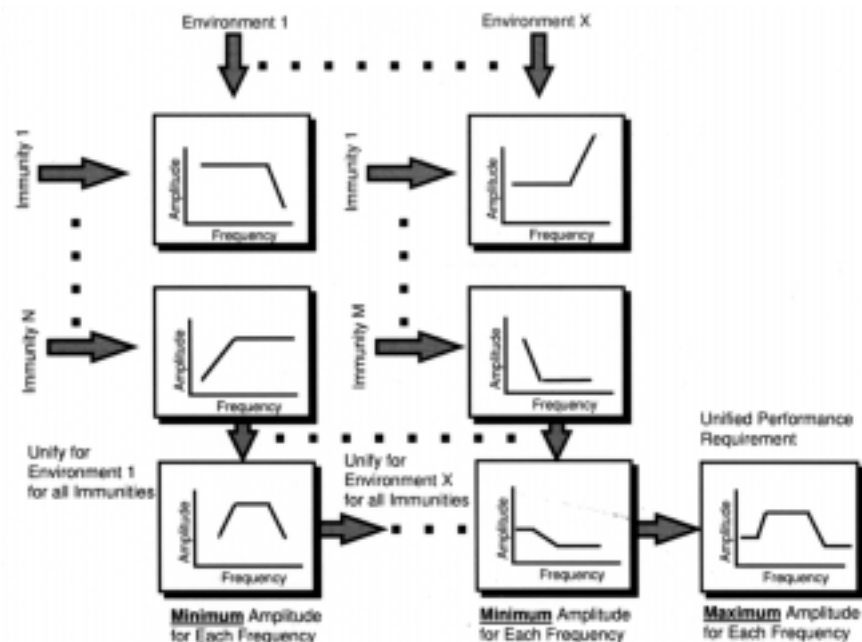 Environment 1
Environment X
Immunity 1
Amplitude
Frequency
Immunity 1
Amplitude
Frequency
Immunity N
Amplitude
Frequency
Immunity M
Amplitude
Frequency
Unified Performance
Requirement
Unify for
Environment 1
for all Immunities
Amplitude
Frequency
Unify for
Environment X
for all Immunities
Amplitude
Frequency
Amplitude
Frequency
Minimum Amplitude
for Each Frequency
Minimum Amplitude
for Each Frequency
Maximum Amplitude
for Each Frequency